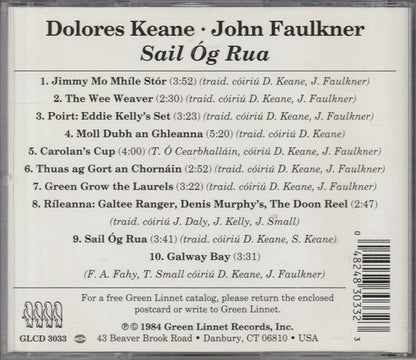 Dolores Keane · John Faulkner
Sail Óg Rua
1. Jimmy Mo Mhíle Stór (3:52) (traid. cóiriú D. Keane, J. Faulkner)
2. The Wee Weaver (2:30) (traid. cóiriú D. Keane, J. Faulkner)
3. Poirt: Eddie Kelly's Set (3:23) (traid. cóiriú D. Keane, J. Faulkner)
4. Moll Dubh an Ghleanna (5:20) (traid. cóiriú D. Keane)
5. Carolan's Cup (4:00) (T. Ó Cearbhalláin, cóiriú D. Keane, J. Faulkner)
6. Thuas ag Gort an Chornáin (2:52) (traid. cóiriú D. Keane, J. Faulkner)
7. Green Grow the Laurels (3:22) (traid. cóiriú D. Keane, J. Faulkner)
8. Ríleanna: Galtee Ranger, Denis Murphy's, The Doon Reel (2:47)
(traid. cóiriú J. Daly, J. Kelly, J. Small)
9. Sail Óg Rua (3:41) (traid. cóiriú D. Keane, S. Keane)
10. Galway Bay (3:31)
(F. A. Fahy, T. Small cóiriú D. Keane, J. Faulkner)
For a free Green Linnet catalog, please return the enclosed
postcard or write to Green Linnet.
GLCD 3033
℗ © 1984 Green Linnet Records, Inc.
43 Beaver Brook Road · Danbury, CT 06810 · USA
0 48248 30332 3